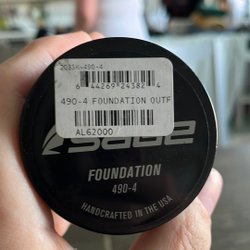 2033K-490-4
6 44269 24382 4
490-4 FOUNDATION OUTF
AL62000
SAGE
FOUNDATION
490-4
HANDCRAFTED IN THE USA